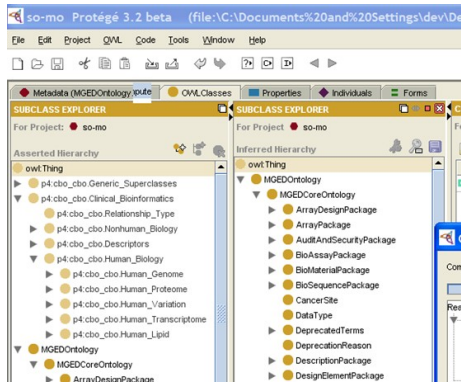 so-mo Protégé 3.2 beta (file:\C:\Documents%20and%20Settings\dev\De
File Edit Project OWL Code Tools Window Help
Metadata (MGEDOntology OWLClasses Properties Individuals Forms
SUBCLASS EXPLORER
For Project: so-mo
Asserted Hierarchy
owl:Thing
p4:cbo_cbo.Generic_Superclasses
p4:cbo_cbo.Clinical_Bioinformatics
p4:cbo_cbo.Relationship_Type
p4:cbo_cbo.Nonhuman_Biology
p4:cbo_cbo.Descriptors
p4:cbo_cbo.Human_Biology
p4:cbo_cbo.Human_Genome
p4:cbo_cbo.Human_Proteome
p4:cbo_cbo.Human_Variation
p4:cbo_cbo.Human_Transcriptome
p4:cbo_cbo.Human_Lipid
MGEDOntology
MGEDCoreOntology
ArrayDesignPackage
SUBCLASS EXPLORER
For Project: so-mo
Inferred Hierarchy
owl:Thing
MGEDOntology
MGEDCoreOntology
ArrayDesignPackage
ArrayPackage
AuditAndSecurityPackage
BioAssayPackage
BioMaterialPackage
BioSequencePackage
CancerSite
DataType
DeprecatedTerms
DeprecationReason
DescriptionPackage
DesignElementPackage
Com
Rea